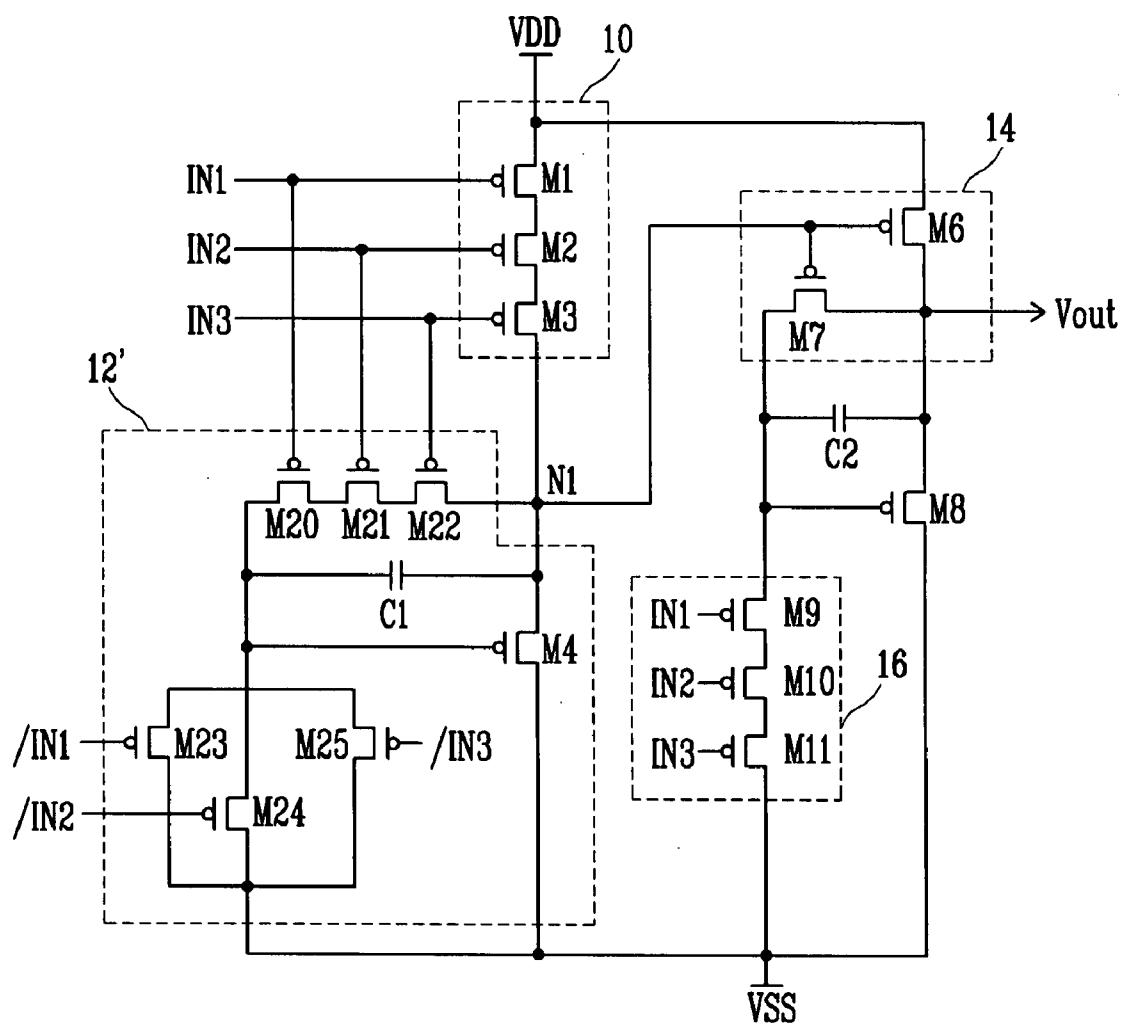 VDD
10
14
IN1
M1
M6
IN2
M2
IN3
M3
M7
Vout
12'
C2
N1
M20
M21
M22
M8
C1
M4
IN1
M9
IN2
M10
16
IN3
M11
/IN1
M23
M25
/IN3
/IN2
M24
VSS